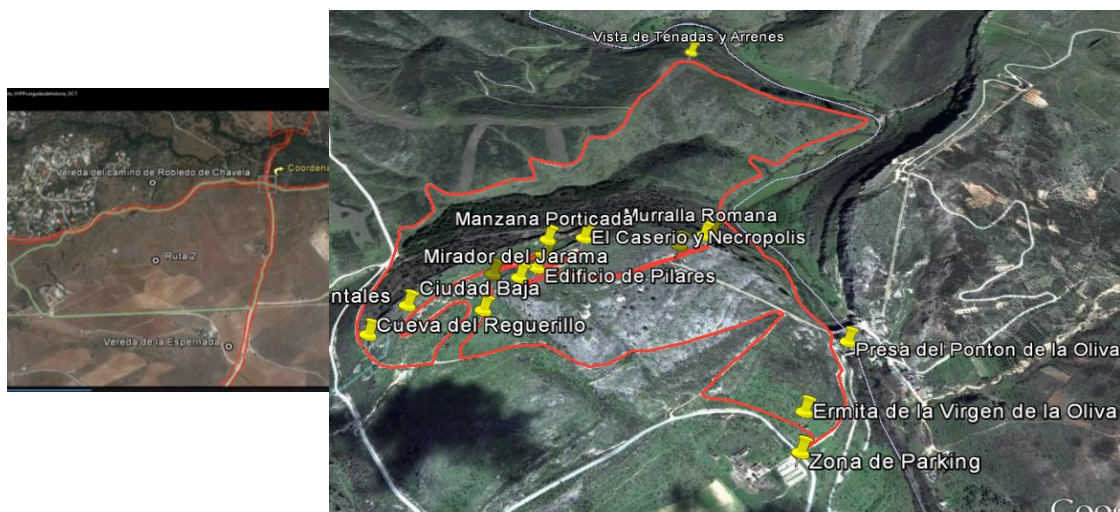 Vereda del camino de Robledo de Chavela
Coordena
Ruta 2
Vereda de la Espernada
Vista de Tenadas y Arrenes
Manzana Porticada
Murralla Romana
El Caserio y Necropolis
Mirador del Jarama
Edificio de Pilares
Ciudad Baja
ntales
Cueva del Reguerillo
Presa del Ponton de la Oliva
Ermita de la Virgen de la Oliva
Zona de Parking